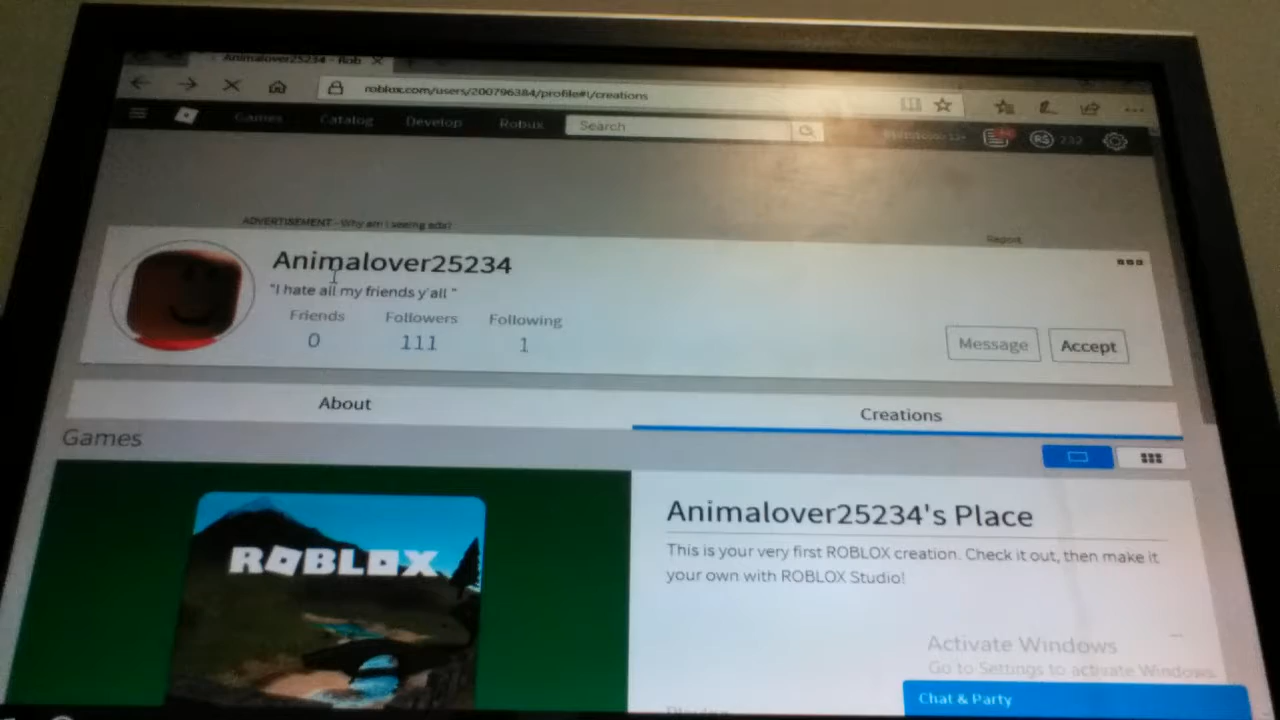 Animalover25234 - Rob
roblox.com/users/200796384/profile#!/creations
Games Catalog Develop Robux Search 232
ADVERTISEMENT - Why am I seeing ads?
Report
Animalover25234
"I hate all my friends y'all "
Friends Followers Following
0 111 1
Message Accept
About Creations
Games
ROBLOX
Animalover25234's Place
This is your very first ROBLOX creation. Check it out, then make it
your own with ROBLOX Studio!
Activate Windows
Go to Settings to activate Windows.
Chat & Party